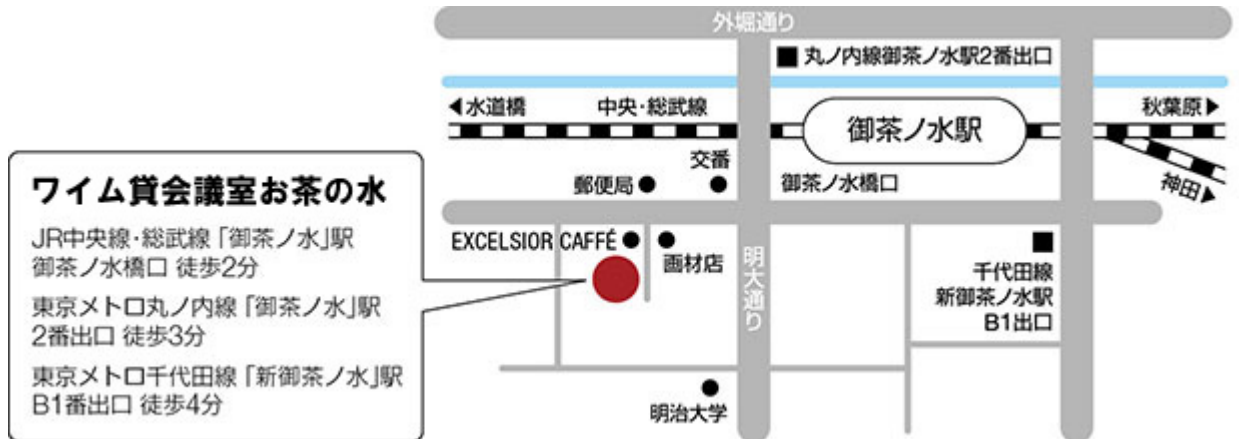 外堀通り
■ 丸ノ内線御茶ノ水駅2番出口
◀水道橋
中央・総武線
御茶ノ水駅
秋葉原▶
神田▶
交番
郵便局
御茶ノ水橋口
ワイム貸会議室お茶の水
JR中央線・総武線「御茶ノ水」駅
御茶ノ水橋口 徒歩2分
東京メトロ丸ノ内線「御茶ノ水」駅
2番出口 徒歩3分
東京メトロ千代田線「新御茶ノ水」駅
B1番出口 徒歩4分
EXCELSIOR CAFFÉ
画材店
明大通り
千代田線
新御茶ノ水駅
B1出口
明治大学